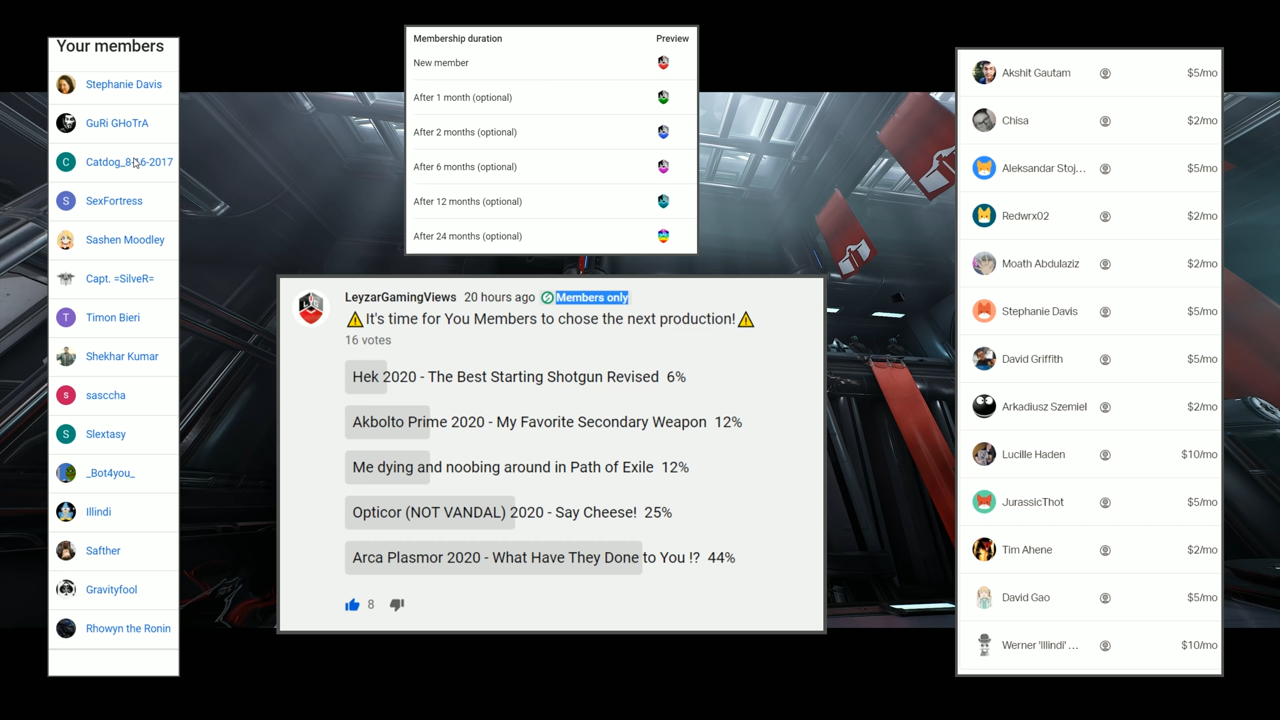 Your members
Stephanie Davis
GuRi GHoTrA
SexFortress
Sashen Moodley
Capt. =SilveR=
Timon Bieri
Shekhar Kumar
sasccha
Slextasy
_Bot4you_
Illindi
Safther
Gravityfool
Rhowyn the Ronin
Membership duration Preview
New member
After 1 month (optional)
After 2 months (optional)
After 6 months (optional)
After 12 months (optional)
After 24 months (optional)
LeyzarGamingViews 20 hours ago Members only
It's time for You Members to chose the next production!
16 votes
Hek 2020 - The Best Starting Shotgun Revised 6%
Akbolto Prime 2020 - My Favorite Secondary Weapon 12%
Me dying and noobing around in Path of Exile 12%
Opticor (NOT VANDAL) 2020 - Say Cheese! 25%
Arca Plasmor 2020 - What Have They Done to You !? 44%
8
Akshit Gautam $5/mo
Chisa $2/mo
Aleksandar Stoj... $5/mo
Redwrx02 $2/mo
Moath Abdulaziz $2/mo
Stephanie Davis $5/mo
David Griffith $5/mo
Arkadiusz Szemiel $2/mo
Lucille Haden $10/mo
JurassicThot $5/mo
Tim Ahene $2/mo
David Gao $5/mo
Werner 'Illindi' ... $10/mo
C
S
T
s
S